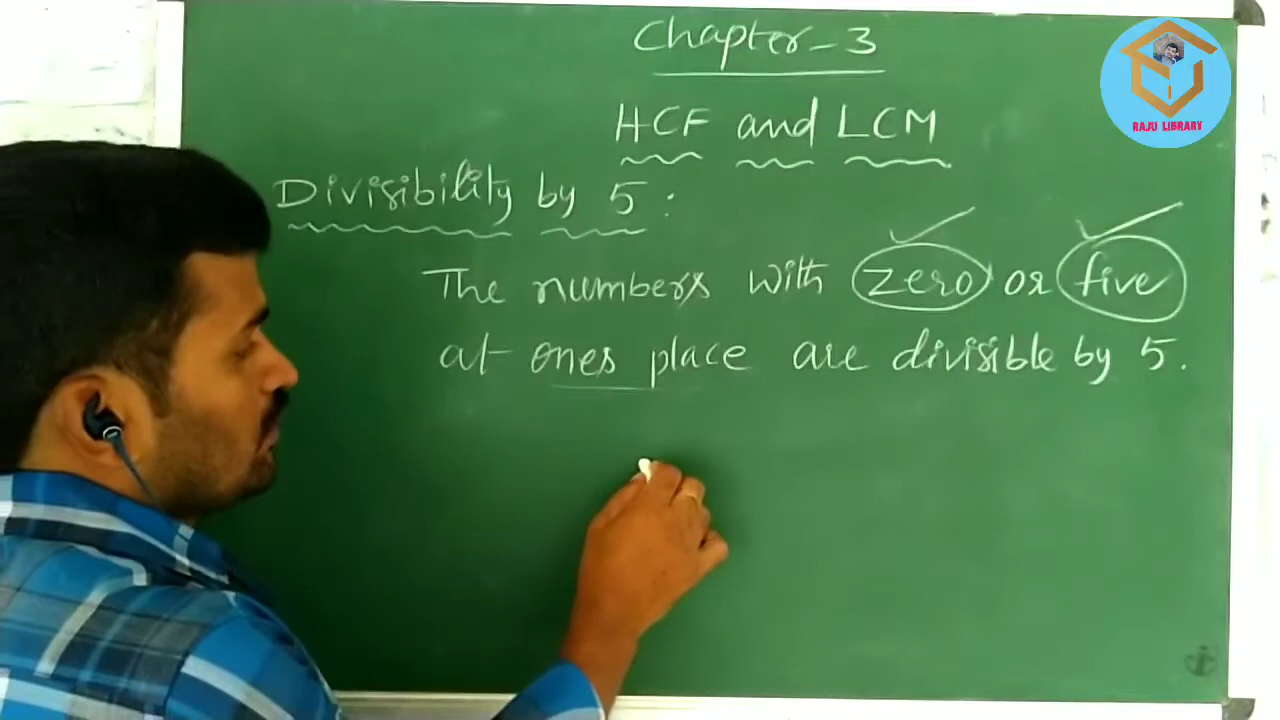 Chapter-3
HCF and LCM
Divisibility by 5:
The numbers with zero or five
at ones place are divisible by 5.
RAJU LIBRARY